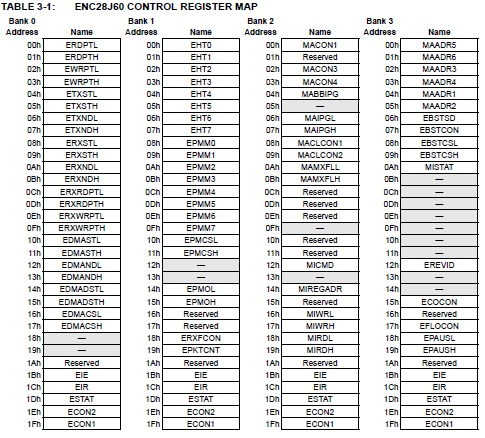 TABLE 3-1: ENC28J60 CONTROL REGISTER MAP
Bank 0 Bank 1 Bank 2 Bank 3
Address Name Address Name Address Name Address Name
00h ERDPTL 00h EHT0 00h MACON1 00h MAADR5
01h ERDPTH 01h EHT1 01h Reserved 01h MAADR6
02h EWRPTL 02h EHT2 02h MACON3 02h MAADR3
03h EWRPTH 03h EHT3 03h MACON4 03h MAADR4
04h ETXSTL 04h EHT4 04h MABBIPG 04h MAADR1
05h ETXSTH 05h EHT5 05h — 05h MAADR2
06h ETXNDL 06h EHT6 06h MAIPGL 06h EBSTSD
07h ETXNDH 07h EHT7 07h MAIPGH 07h EBSTCON
08h ERXSTL 08h EPMM0 08h MACLCON1 08h EBSTCSL
09h ERXSTH 09h EPMM1 09h MACLCON2 09h EBSTCSH
0Ah ERXNDL 0Ah EPMM2 0Ah MAMXFLL 0Ah MISTAT
0Bh ERXNDH 0Bh EPMM3 0Bh MAMXFLH 0Bh —
0Ch ERXRDPTL 0Ch EPMM4 0Ch Reserved 0Ch —
0Dh ERXRDPTH 0Dh EPMM5 0Dh Reserved 0Dh —
0Eh ERXWRPTL 0Eh EPMM6 0Eh Reserved 0Eh —
0Fh ERXWRPTH 0Fh EPMM7 0Fh — 0Fh —
10h EDMASTL 10h EPMCSL 10h Reserved 10h —
11h EDMASTH 11h EPMCSH 11h Reserved 11h —
12h EDMANDL 12h — 12h MICMD 12h EREVID
13h EDMANDH 13h — 13h — 13h —
14h EDMADSTL 14h EPMOL 14h MIREGADR 14h —
15h EDMADSTH 15h EPMOH 15h Reserved 15h ECOCON
16h EDMACSL 16h Reserved 16h MIWRL 16h Reserved
17h EDMACSH 17h Reserved 17h MIWRH 17h EFLOCON
18h — 18h ERXFCON 18h MIRDL 18h EPAUSL
19h — 19h EPKTCNT 19h MIRDH 19h EPAUSH
1Ah Reserved 1Ah Reserved 1Ah Reserved 1Ah Reserved
1Bh EIE 1Bh EIE 1Bh EIE 1Bh EIE
1Ch EIR 1Ch EIR 1Ch EIR 1Ch EIR
1Dh ESTAT 1Dh ESTAT 1Dh ESTAT 1Dh ESTAT
1Eh ECON2 1Eh ECON2 1Eh ECON2 1Eh ECON2
1Fh ECON1 1Fh ECON1 1Fh ECON1 1Fh ECON1